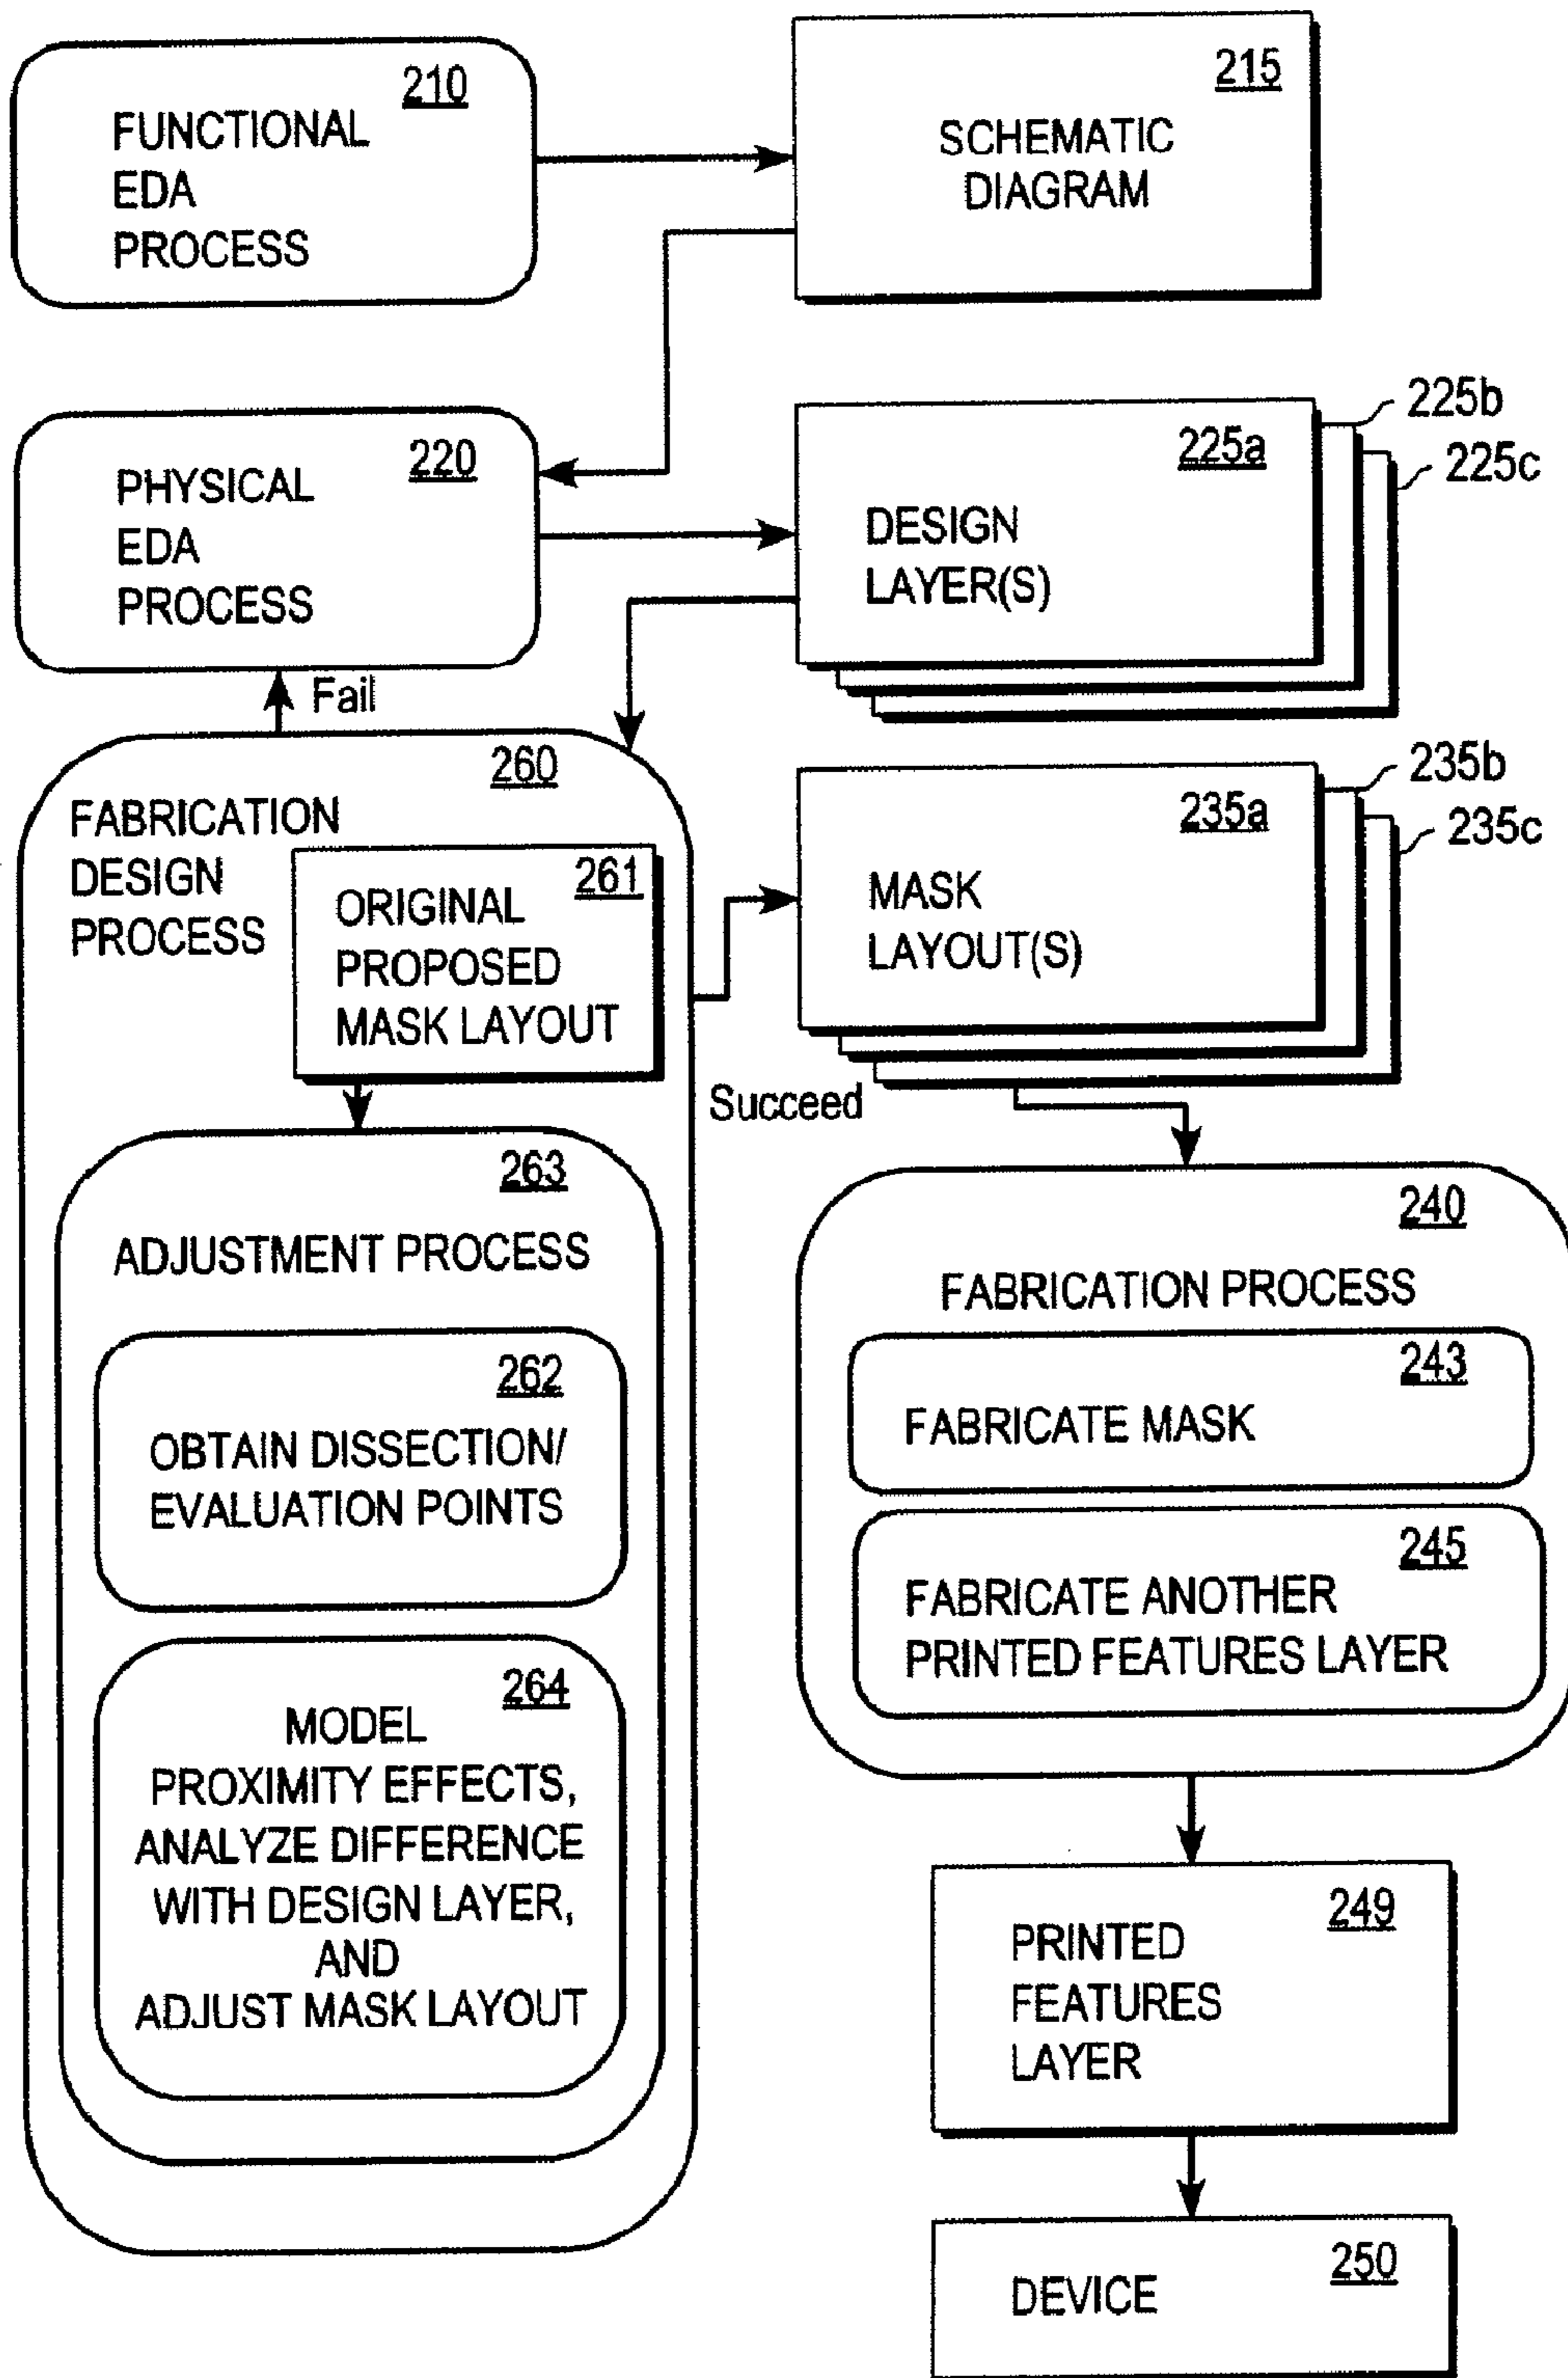 210
FUNCTIONAL
EDA
PROCESS
215
SCHEMATIC
DIAGRAM
220
PHYSICAL
EDA
PROCESS
225a
225b
225c
DESIGN
LAYER(S)
Fail
260
FABRICATION
DESIGN
PROCESS
261
ORIGINAL
PROPOSED
MASK LAYOUT
235a
235b
235c
MASK
LAYOUT(S)
Succeed
263
ADJUSTMENT PROCESS
262
OBTAIN DISSECTION/
EVALUATION POINTS
264
MODEL
PROXIMITY EFFECTS,
ANALYZE DIFFERENCE
WITH DESIGN LAYER,
AND
ADJUST MASK LAYOUT
240
FABRICATION PROCESS
243
FABRICATE MASK
245
FABRICATE ANOTHER
PRINTED FEATURES LAYER
249
PRINTED
FEATURES
LAYER
250
DEVICE